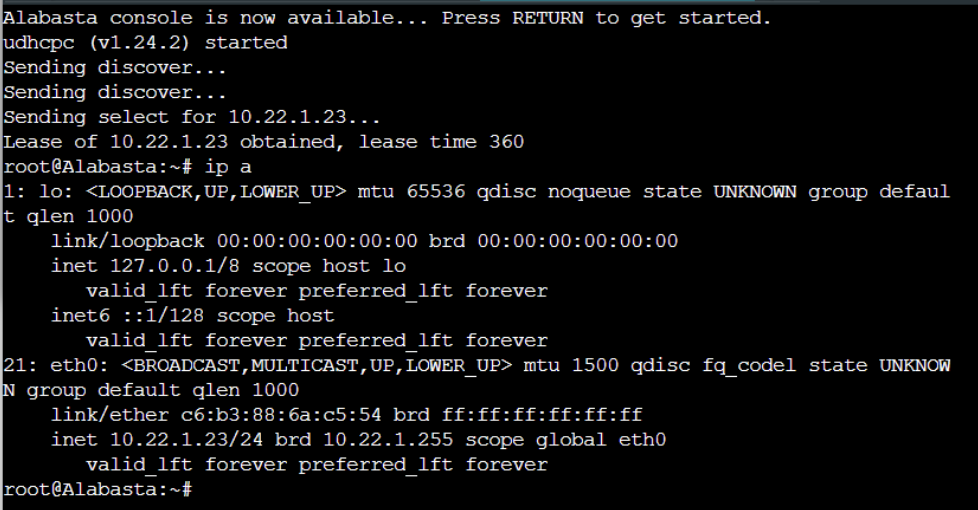 Alabasta console is now available... Press RETURN to get started.
udhcpc (v1.24.2) started
Sending discover...
Sending discover...
Sending select for 10.22.1.23...
Lease of 10.22.1.23 obtained, lease time 360
root@Alabasta:~# ip a
1: lo: <LOOPBACK,UP,LOWER_UP> mtu 65536 qdisc noqueue state UNKNOWN group defaul
t qlen 1000
    link/loopback 00:00:00:00:00:00 brd 00:00:00:00:00:00
    inet 127.0.0.1/8 scope host lo
       valid_lft forever preferred_lft forever
    inet6 ::1/128 scope host
       valid_lft forever preferred_lft forever
21: eth0: <BROADCAST,MULTICAST,UP,LOWER_UP> mtu 1500 qdisc fq_codel state UNKNOW
N group default qlen 1000
    link/ether c6:b3:88:6a:c5:54 brd ff:ff:ff:ff:ff:ff
    inet 10.22.1.23/24 brd 10.22.1.255 scope global eth0
       valid_lft forever preferred_lft forever
root@Alabasta:~#